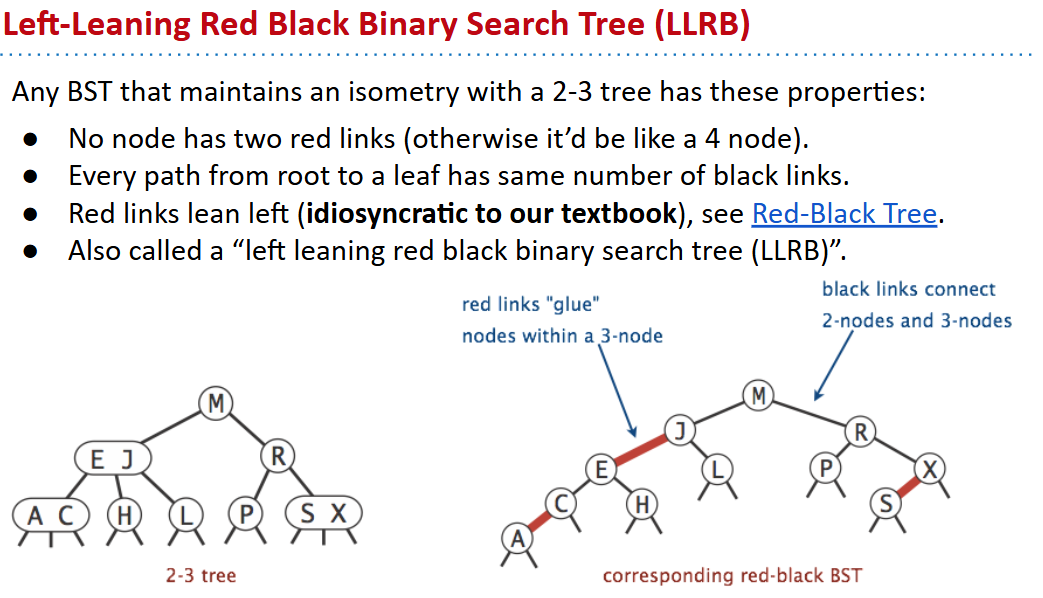 Left-Leaning Red Black Binary Search Tree (LLRB)
Any BST that maintains an isometry with a 2-3 tree has these properties:
● No node has two red links (otherwise it’d be like a 4 node).
● Every path from root to a leaf has same number of black links.
● Red links lean left (idiosyncratic to our textbook), see Red-Black Tree.
● Also called a “left leaning red black binary search tree (LLRB)”.
red links "glue"
nodes within a 3-node
black links connect
2-nodes and 3-nodes
M
E J
R
A C
H
L
P
S X
2-3 tree
M
J
R
E
L
P
X
C
H
S
A
corresponding red-black BST